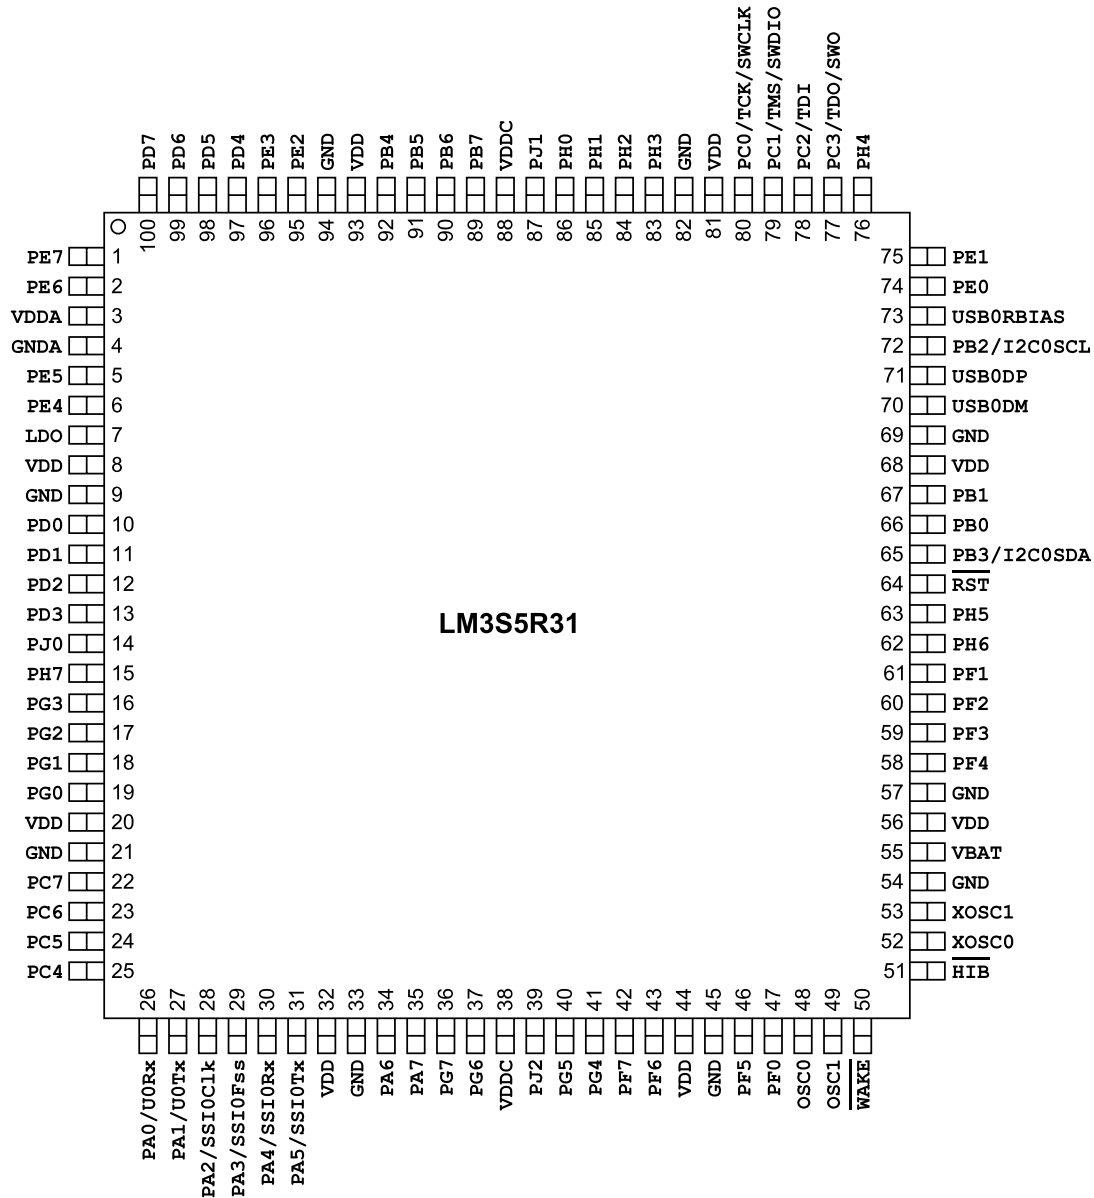 PD7
PD6
PD5
PD4
PE3
PE2
GND
VDD
PB4
PB5
PB6
PB7
VDDC
PJ1
PH0
PH1
PH2
PH3
GND
VDD
PC0/TCK/SWCLK
PC1/TMS/SWDIO
PC2/TDI
PC3/TDO/SWO
PH4
100
99
98
97
96
95
94
93
92
91
90
89
88
87
86
85
84
83
82
81
80
79
78
77
76
PE7 1
PE6 2
VDDA 3
GNDA 4
PE5 5
PE4 6
LDO 7
VDD 8
GND 9
PD0 10
PD1 11
PD2 12
PD3 13
PJ0 14
PH7 15
PG3 16
PG2 17
PG1 18
PG0 19
VDD 20
GND 21
PC7 22
PC6 23
PC5 24
PC4 25
LM3S5R31
75 PE1
74 PE0
73 USB0RBIAS
72 PB2/I2C0SCL
71 USB0DP
70 USB0DM
69 GND
68 VDD
67 PB1
66 PB0
65 PB3/I2C0SDA
64 RST
63 PH5
62 PH6
61 PF1
60 PF2
59 PF3
58 PF4
57 GND
56 VDD
55 VBAT
54 GND
53 XOSC1
52 XOSC0
51 HIB
26
27
28
29
30
31
32
33
34
35
36
37
38
39
40
41
42
43
44
45
46
47
48
49
50
PA0/U0Rx
PA1/U0Tx
PA2/SSI0Clk
PA3/SSI0Fss
PA4/SSI0Rx
PA5/SSI0Tx
VDD
GND
PA6
PA7
PG7
PG6
VDDC
PJ2
PG5
PG4
PF7
PF6
VDD
GND
PF5
PF0
OSC0
OSC1
WAKE